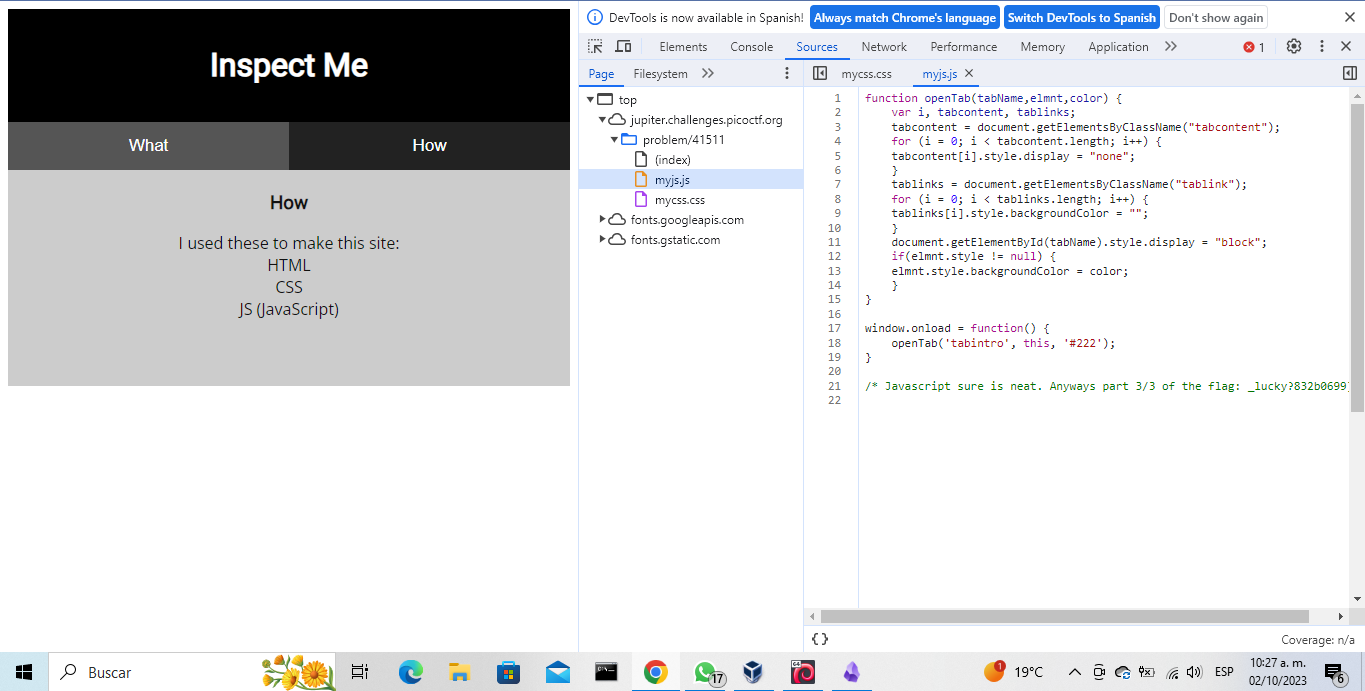 Inspect Me
What
How
How
I used these to make this site:
HTML
CSS
JS (JavaScript)
DevTools is now available in Spanish!
Always match Chrome's language
Switch DevTools to Spanish
Don't show again
Elements
Console
Sources
Network
Performance
Memory
Application
1
Page
Filesystem
mycss.css
myjs.js
top
jupiter.challenges.picoctf.org
problem/41511
(index)
myjs.js
mycss.css
fonts.googleapis.com
fonts.gstatic.com
1 function openTab(tabName,elmnt,color) {
2 var i, tabcontent, tablinks;
3 tabcontent = document.getElementsByClassName("tabcontent");
4 for (i = 0; i < tabcontent.length; i++) {
5 tabcontent[i].style.display = "none";
6 }
7 tablinks = document.getElementsByClassName("tablink");
8 for (i = 0; i < tablinks.length; i++) {
9 tablinks[i].style.backgroundColor = "";
10 }
11 document.getElementById(tabName).style.display = "block";
12 if(elmnt.style != null) {
13 elmnt.style.backgroundColor = color;
14 }
15 }
16
17 window.onload = function() {
18 openTab('tabintro', this, '#222');
19 }
20
21 /* Javascript sure is neat. Anyways part 3/3 of the flag: _lucky?832b0699
22
{}
Coverage: n/a
Buscar
17
1
19°C
ESP
10:27 a. m.
02/10/2023
6